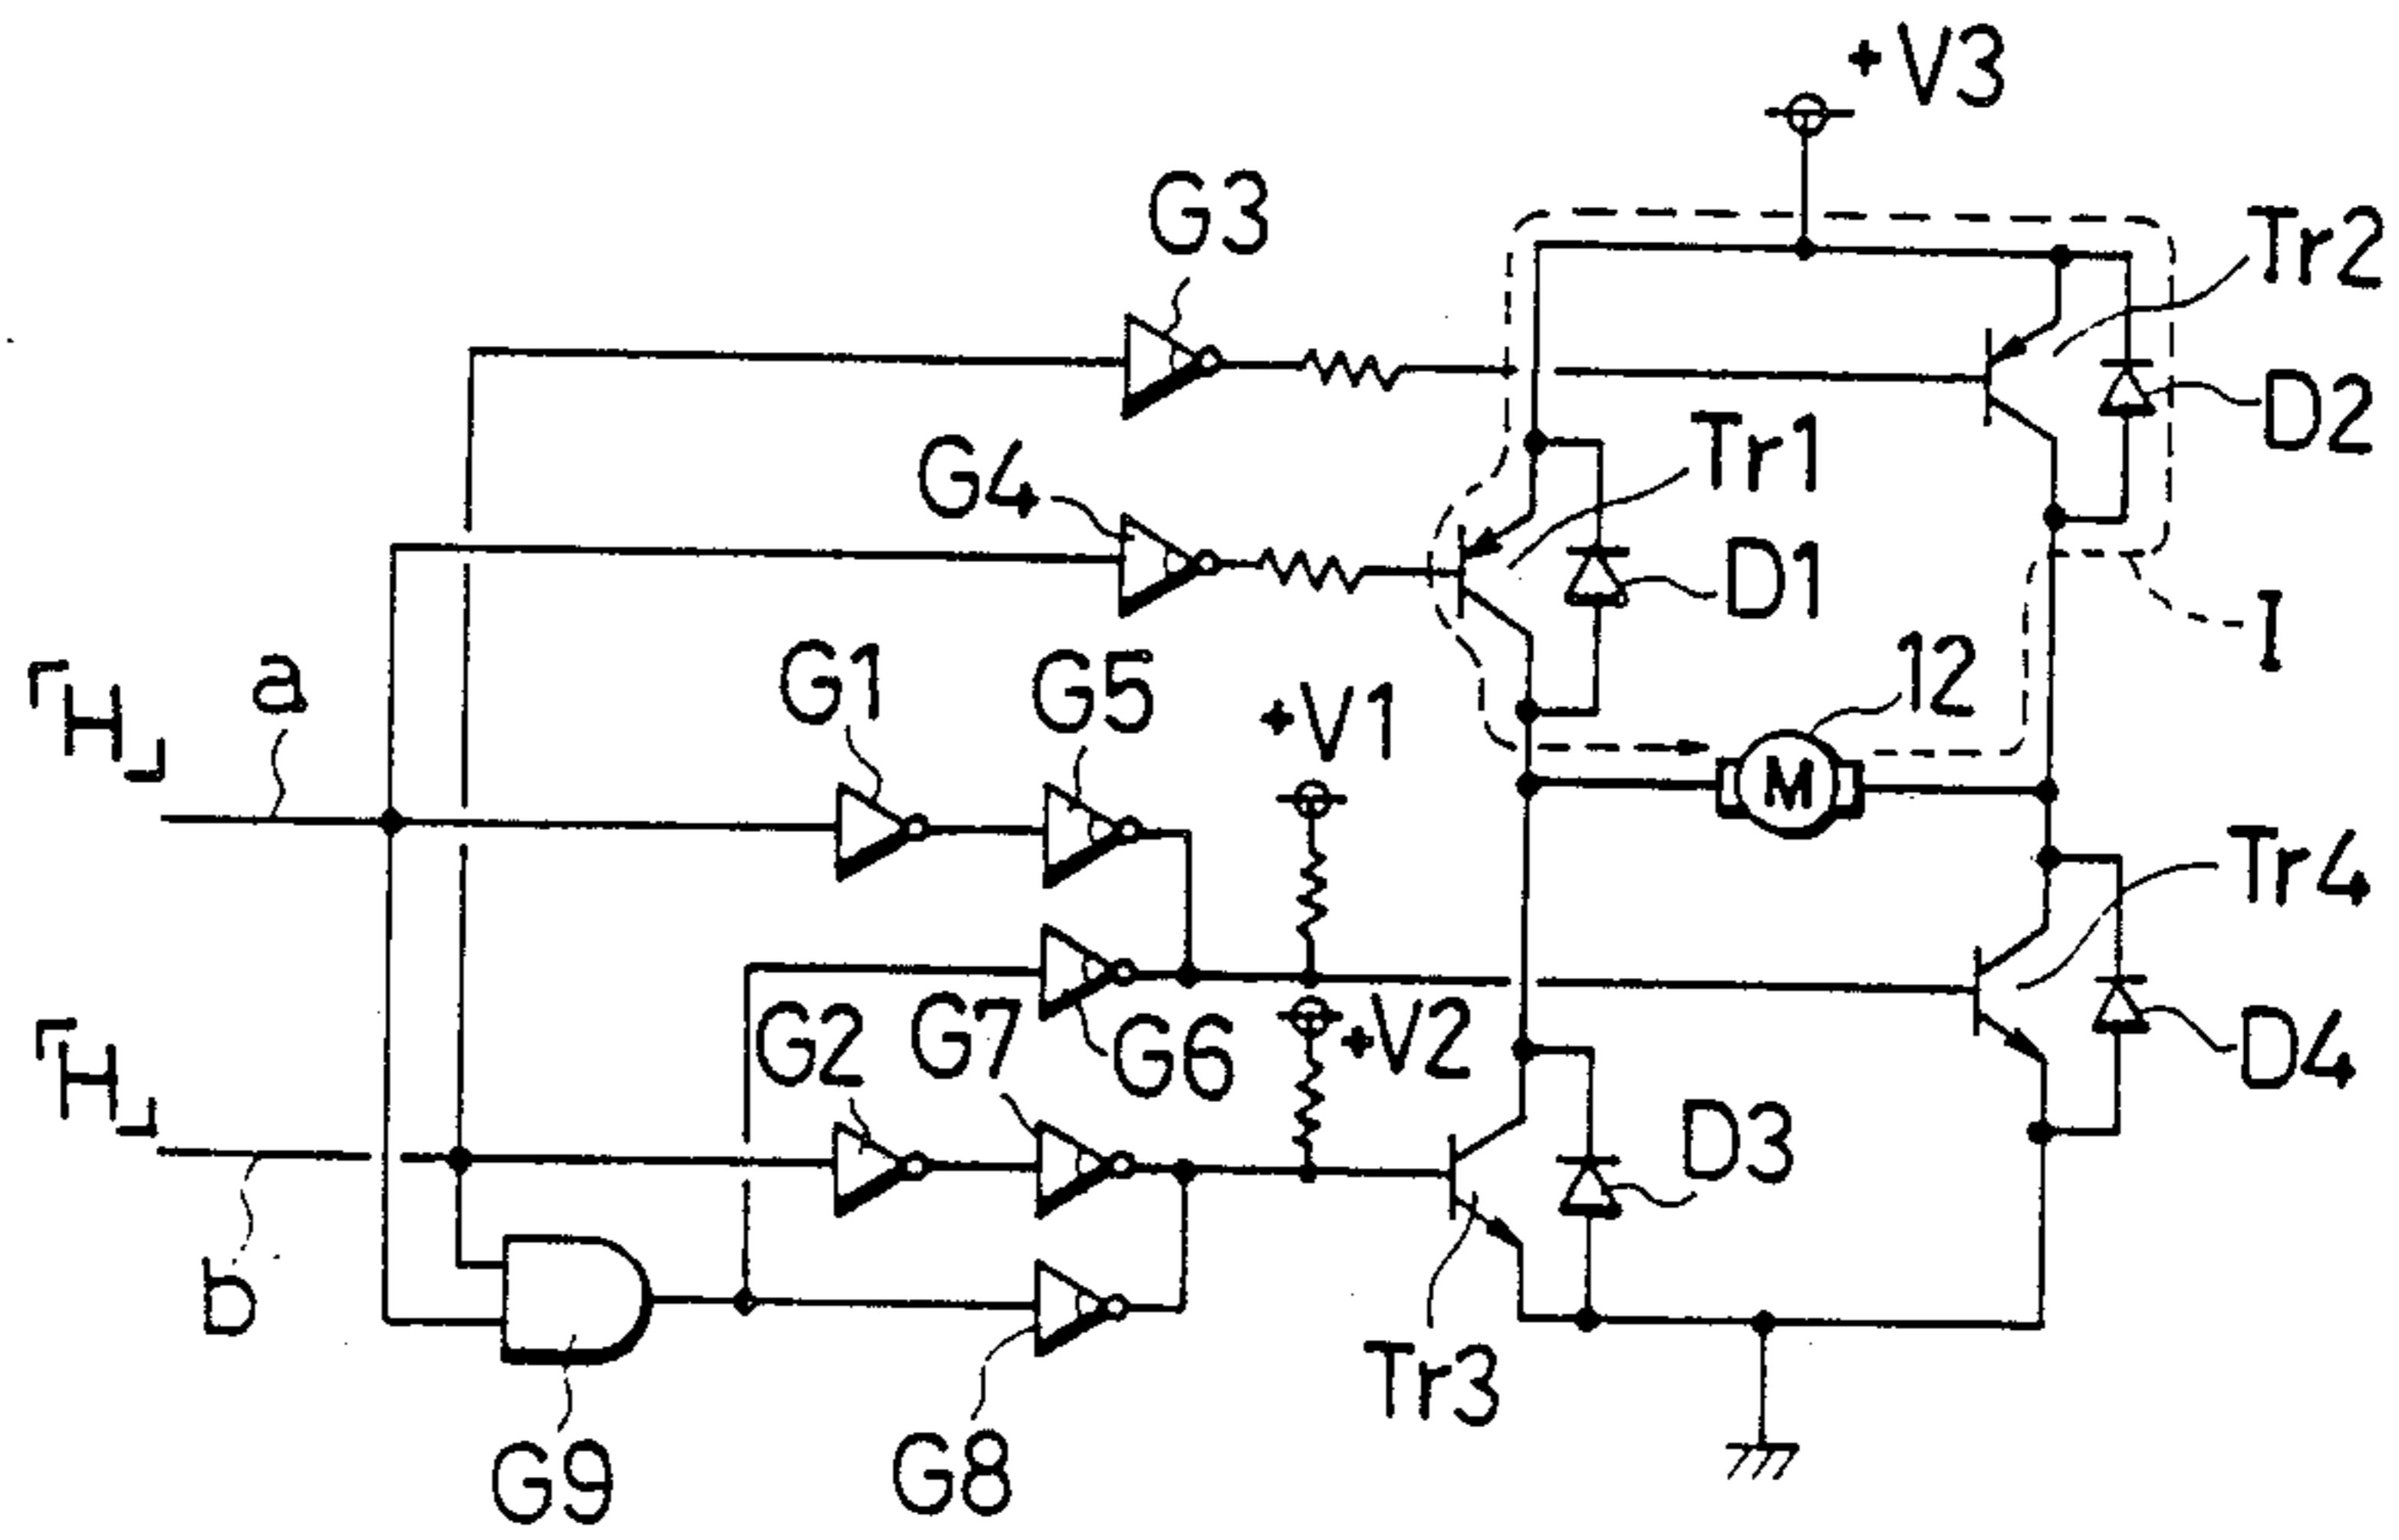 +V3
G3
Tr2
G4
Tr1
D2
D1
「H」
a
G1
G5
+V1
12
I
M
Tr4
G2
G7
G6
+V2
「H」
D4
D3
b
Tr3
G9
G8